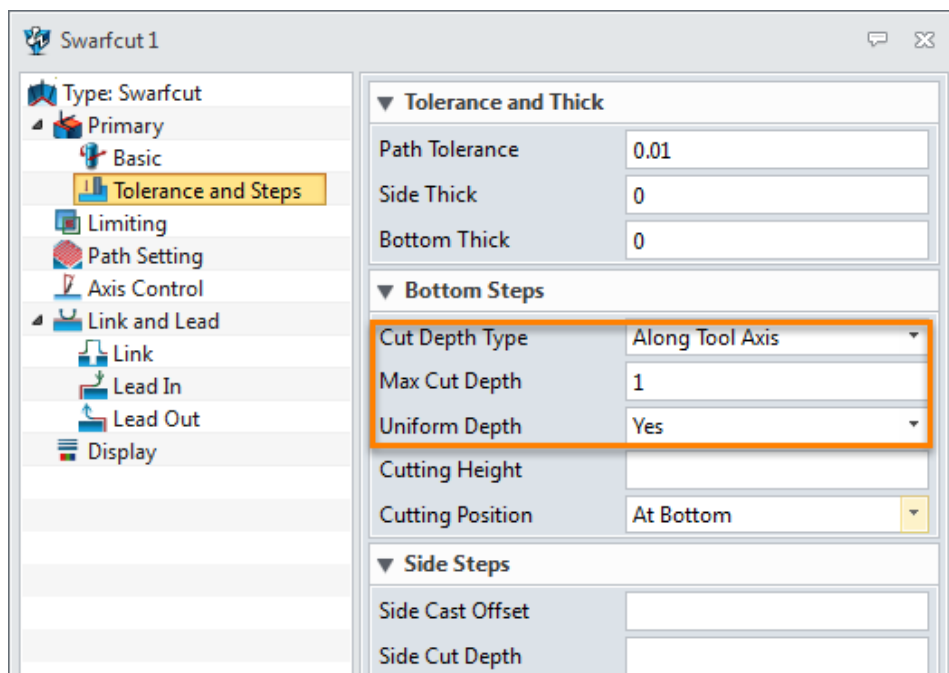 Swarfcut 1
Type: Swarfcut
Primary
Basic
Tolerance and Steps
Limiting
Path Setting
Axis Control
Link and Lead
Link
Lead In
Lead Out
Display
Tolerance and Thick
Path Tolerance 0.01
Side Thick 0
Bottom Thick 0
Bottom Steps
Cut Depth Type Along Tool Axis
Max Cut Depth 1
Uniform Depth Yes
Cutting Height
Cutting Position At Bottom
Side Steps
Side Cast Offset
Side Cut Depth